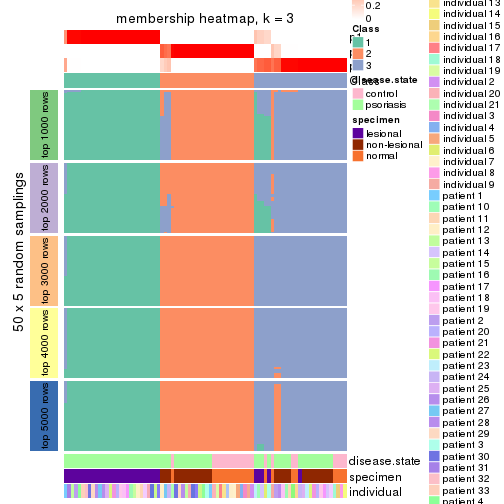 membership heatmap, k = 3
0.2
0
Class
1
2
3
disease.state
control
psoriasis
specimen
lesional
non-lesional
normal
50 x 5 random samplings
top 1000 rows
top 2000 rows
top 3000 rows
top 4000 rows
top 5000 rows
disease.state
specimen
individual
individual 13
individual 14
individual 15
individual 16
individual 17
individual 18
individual 19
individual 2
individual 20
individual 21
individual 3
individual 4
individual 5
individual 6
individual 7
individual 8
individual 9
patient 1
patient 10
patient 11
patient 12
patient 13
patient 14
patient 15
patient 16
patient 17
patient 18
patient 19
patient 2
patient 20
patient 21
patient 22
patient 23
patient 24
patient 25
patient 26
patient 27
patient 28
patient 29
patient 3
patient 30
patient 31
patient 32
patient 33
patient 4